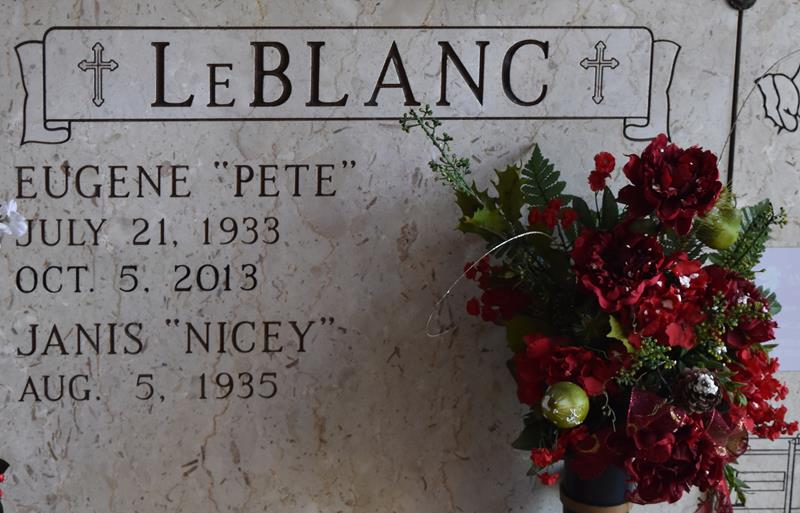 LeBLANC
EUGENE "PETE"
JULY 21, 1933
OCT. 5, 2013
JANIS "NICEY"
AUG. 5, 1935